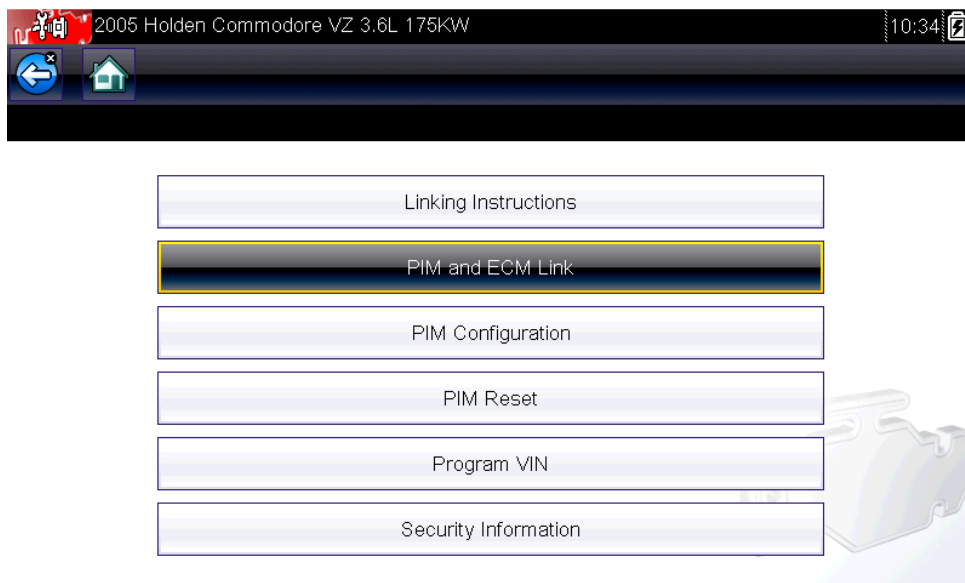 2005 Holden Commodore VZ 3.6L 175KW
10:34
Linking Instructions
PIM and ECM Link
PIM Configuration
PIM Reset
Program VIN
Security Information